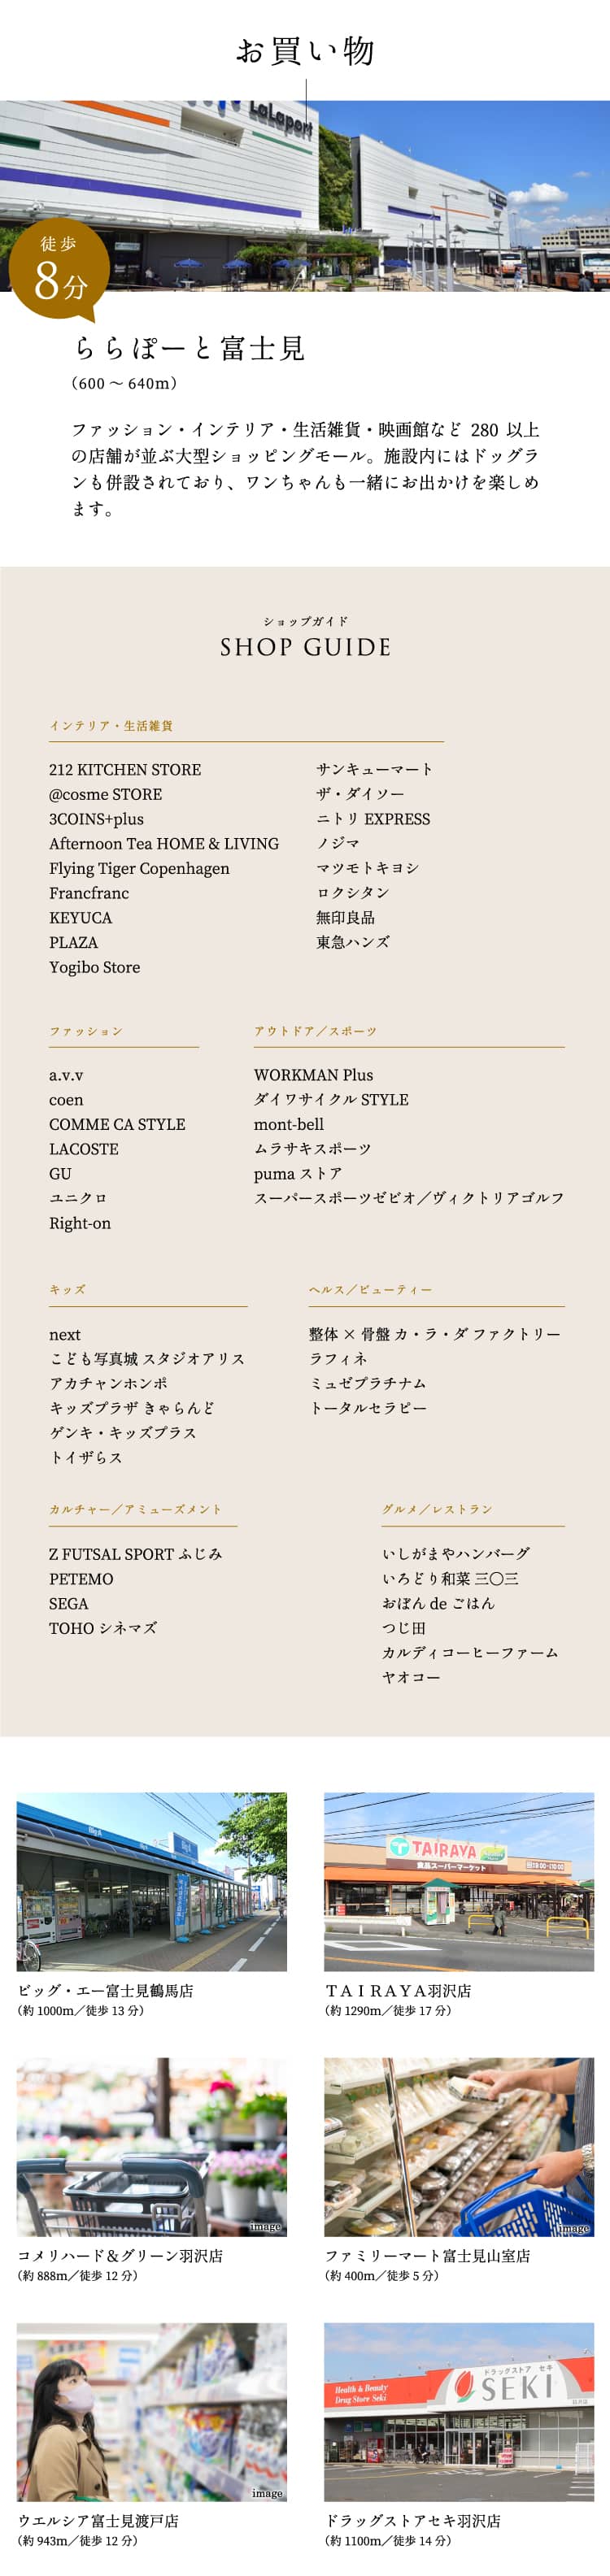 お買い物
LaLaport
徒歩
8分
ららぽーと富士見
（600 〜 640m）
ファッション・インテリア・生活雑貨・映画館など 280 以上
の店舗が並ぶ大型ショッピングモール。施設内にはドッグラ
ンも併設されており、ワンちゃんも一緒にお出かけを楽しめ
ます。
ショップガイド
SHOP GUIDE
インテリア・生活雑貨
212 KITCHEN STORE
@cosme STORE
3COINS+plus
Afternoon Tea HOME & LIVING
Flying Tiger Copenhagen
Francfranc
KEYUCA
PLAZA
Yogibo Store
サンキューマート
ザ・ダイソー
ニトリ EXPRESS
ノジマ
マツモトキヨシ
ロクシタン
無印良品
東急ハンズ
ファッション
a.v.v
coen
COMME CA STYLE
LACOSTE
GU
ユニクロ
Right-on
アウトドア／スポーツ
WORKMAN Plus
ダイワサイクル STYLE
mont-bell
ムラサキスポーツ
puma ストア
スーパースポーツゼビオ／ヴィクトリアゴルフ
キッズ
next
こども写真城 スタジオアリス
アカチャンホンポ
キッズプラザ きゃらんど
ゲンキ・キッズプラス
トイザらス
ヘルス／ビューティー
整体 × 骨盤 カ・ラ・ダ ファクトリー
ラフィネ
ミュゼプラチナム
トータルセラピー
カルチャー／アミューズメント
Z FUTSAL SPORT ふじみ
PETEMO
SEGA
TOHO シネマズ
グルメ／レストラン
いしがまやハンバーグ
いろどり和菜 三〇三
おぼん de ごはん
つじ田
カルディコーヒーファーム
ヤオコー
ビッグ・エー富士見鶴馬店
（約 1000m／徒歩 13 分）
TAIRAYA
食品スーパーマーケット
ＴＡＩＲＡＹＡ羽沢店
（約 1290m／徒歩 17 分）
image
コメリハード＆グリーン羽沢店
（約 888m／徒歩 12 分）
image
ファミリーマート富士見山室店
（約 400m／徒歩 5 分）
image
ウエルシア富士見渡戸店
（約 943m／徒歩 12 分）
Health & Beauty
Drug Store Seki
ドラッグストア セキ
SEKI
ドラッグストアセキ羽沢店
（約 1100m／徒歩 14 分）